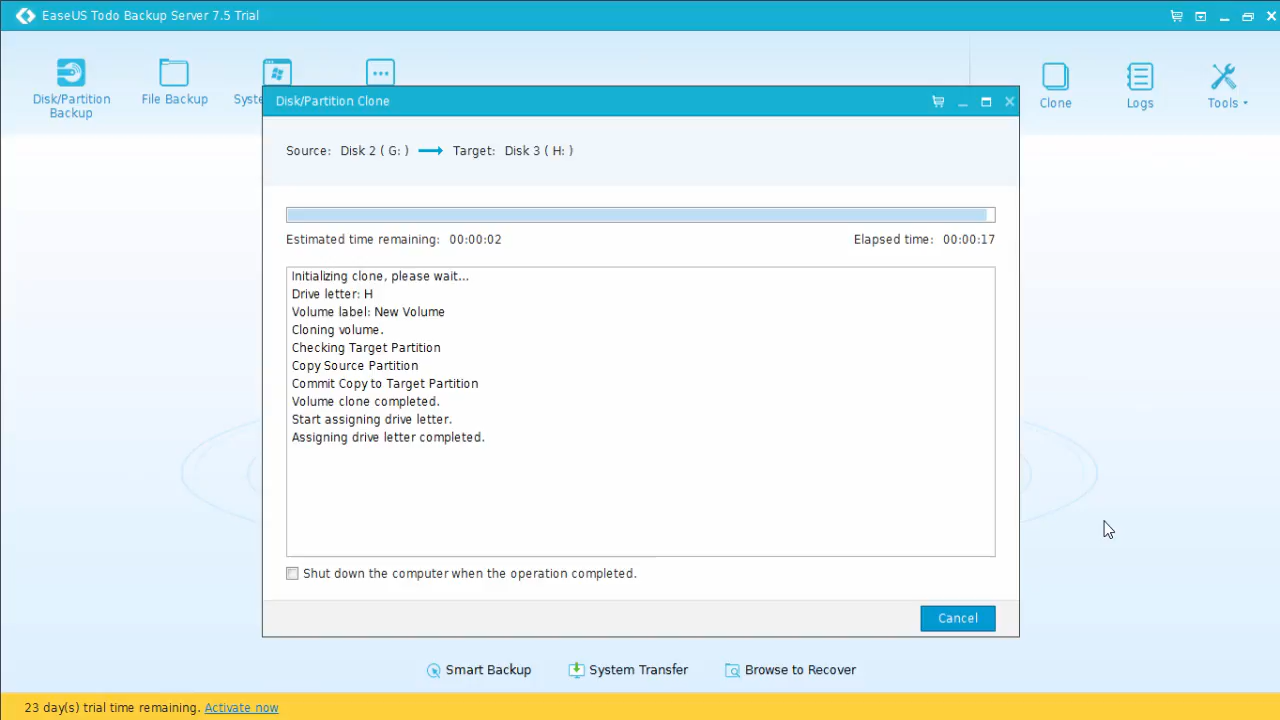 EaseUS Todo Backup Server 7.5 Trial
Disk/Partition Backup
File Backup
Syste
Clone
Logs
Tools
Disk/Partition Clone
Source: Disk 2 ( G: ) Target: Disk 3 ( H: )
Estimated time remaining: 00:00:02
Elapsed time: 00:00:17
Initializing clone, please wait...
Drive letter: H
Volume label: New Volume
Cloning volume.
Checking Target Partition
Copy Source Partition
Commit Copy to Target Partition
Volume clone completed.
Start assigning drive letter.
Assigning drive letter completed.
Shut down the computer when the operation completed.
Cancel
Smart Backup
System Transfer
Browse to Recover
23 day(s) trial time remaining. Activate now